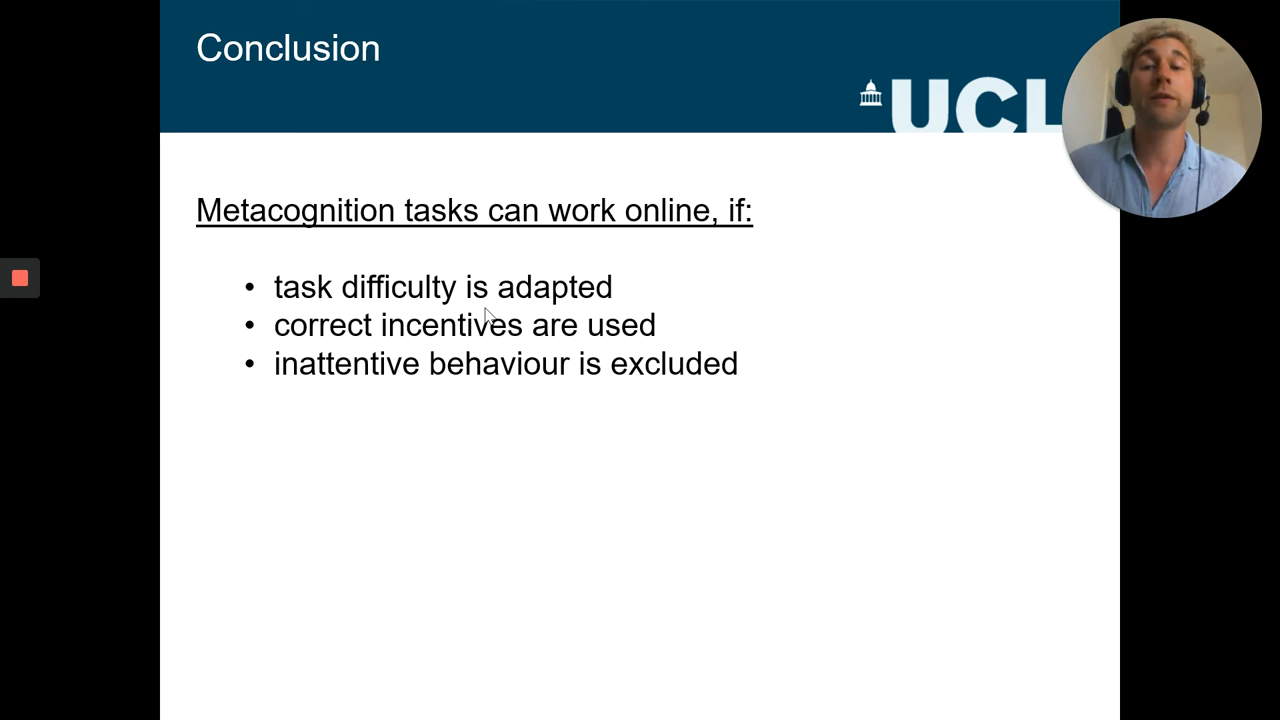 Conclusion
UCL
Metacognition tasks can work online, if:
• task difficulty is adapted
• correct incentives are used
• inattentive behaviour is excluded